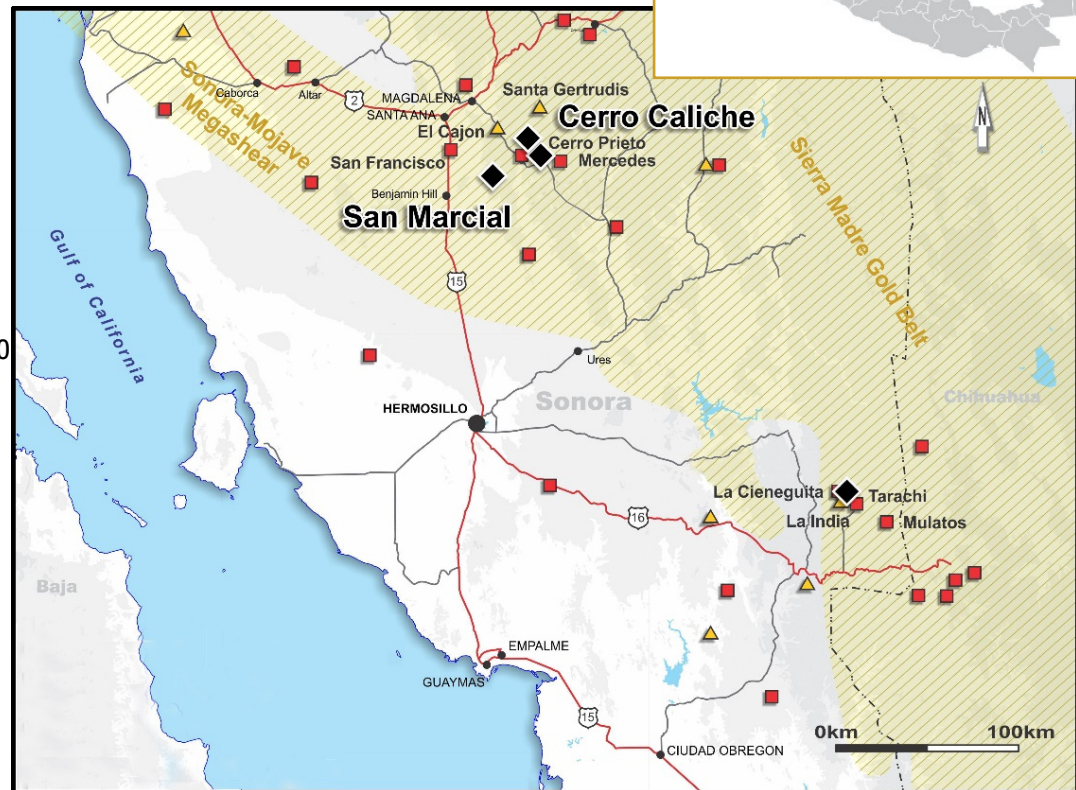 N
Santa Gertrudis
Caborca
Altar
2
MAGDALENA
SANTA ANA
El Cajon
Cerro Caliche
Cerro Prieto
Mercedes
San Francisco
Sonora-Mojave
Megashear
Benjamin Hill
San Marcial
Sierra Madre Gold Belt
Gulf of California
15
0
Ures
HERMOSILLO
Sonora
Chihuahua
La Cieneguita
Tarachi
La India
Mulatos
16
Baja
EMPALME
GUAYMAS
15
CIUDAD OBREGON
0km
100km